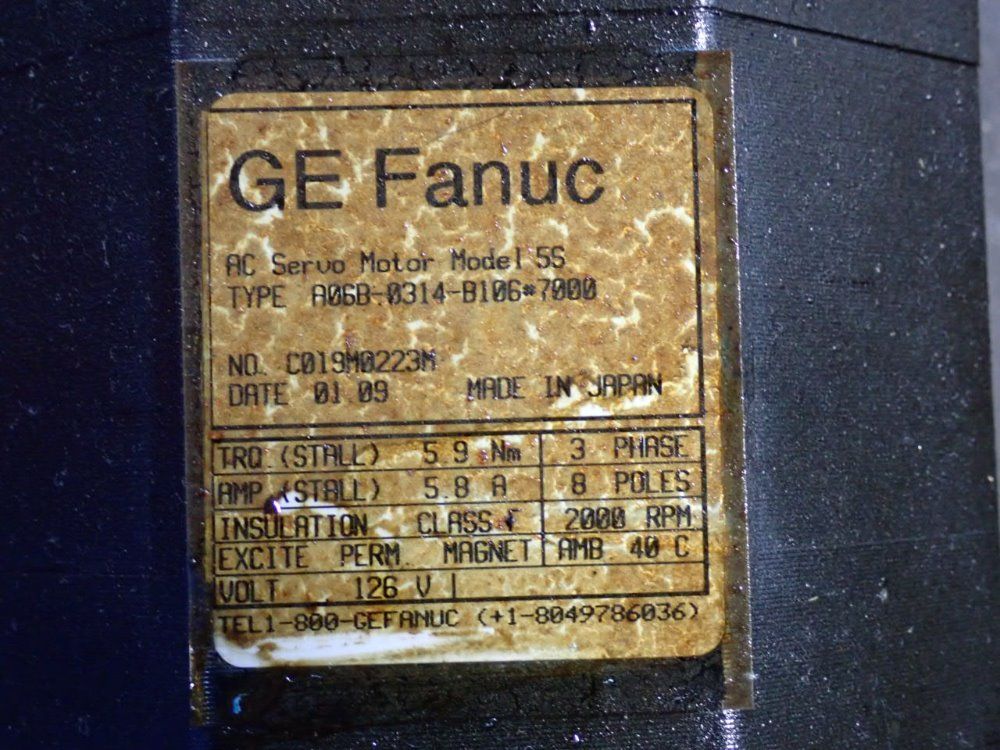 GE Fanuc
AC Servo Motor Model 5S
TYPE A06B-0314-B106#7000
NO. C019M0223M
DATE 01.09 MADE IN JAPAN
TRQ.(STALL) 5.9 Nm 3 PHASE
AMP.(STALL) 5.8 A 8 POLES
INSULATION CLASS F 2000 RPM
EXCITE PERM. MAGNET AMB. 40 C
VOLT. 126 V
TEL1-800-GEFANUC (+1-8049786036)